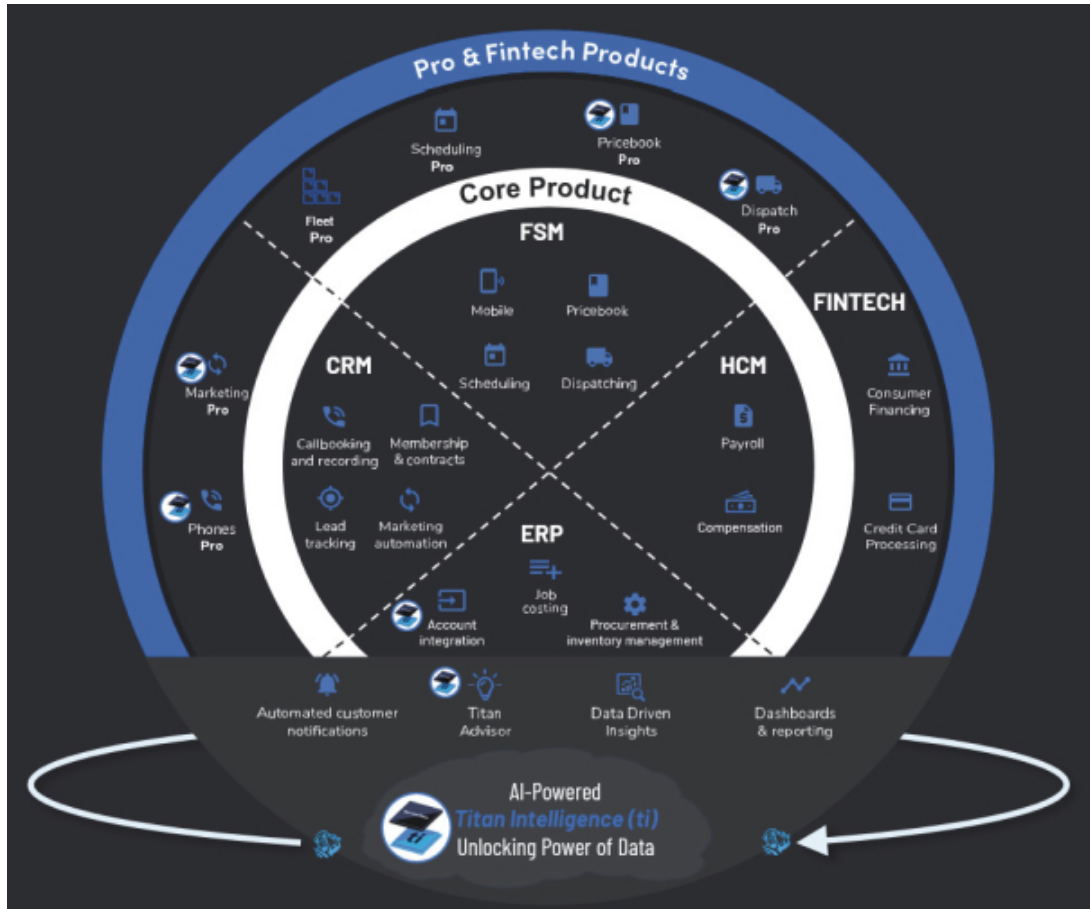 Pro & Fintech Products
Scheduling
Pro
Pricebook
Pro
Fleet
Pro
Dispatch
Pro
Core Product
FSM
Mobile
Pricebook
Scheduling
Dispatching
CRM
Callbooking
and recording
Membership
& contracts
Lead
tracking
Marketing
automation
HCM
Payroll
Compensation
FINTECH
Consumer
Financing
Credit Card
Processing
Marketing
Pro
Phones
Pro
ERP
Job
costing
Account
integration
Procurement &
inventory management
Automated customer
notifications
Titan
Advisor
Data Driven
Insights
Dashboards
& reporting
AI-Powered
Titan Intelligence (ti)
Unlocking Power of Data
ti